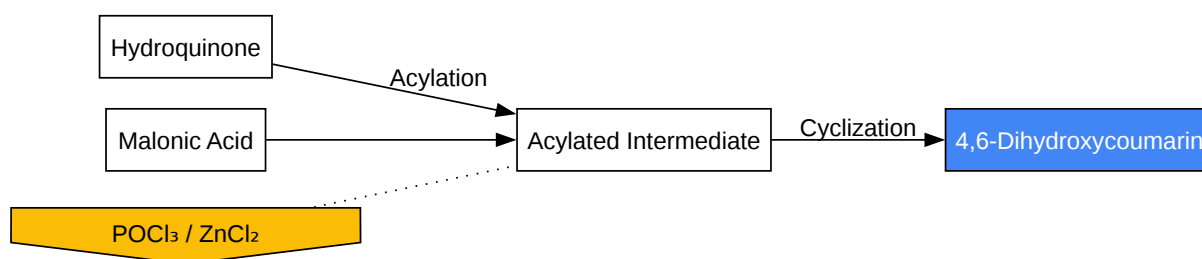 Hydroquinone
Acylation
Malonic Acid
Acylated Intermediate
Cyclization
4,6-Dihydroxycoumarin
POCl₃ / ZnCl₂